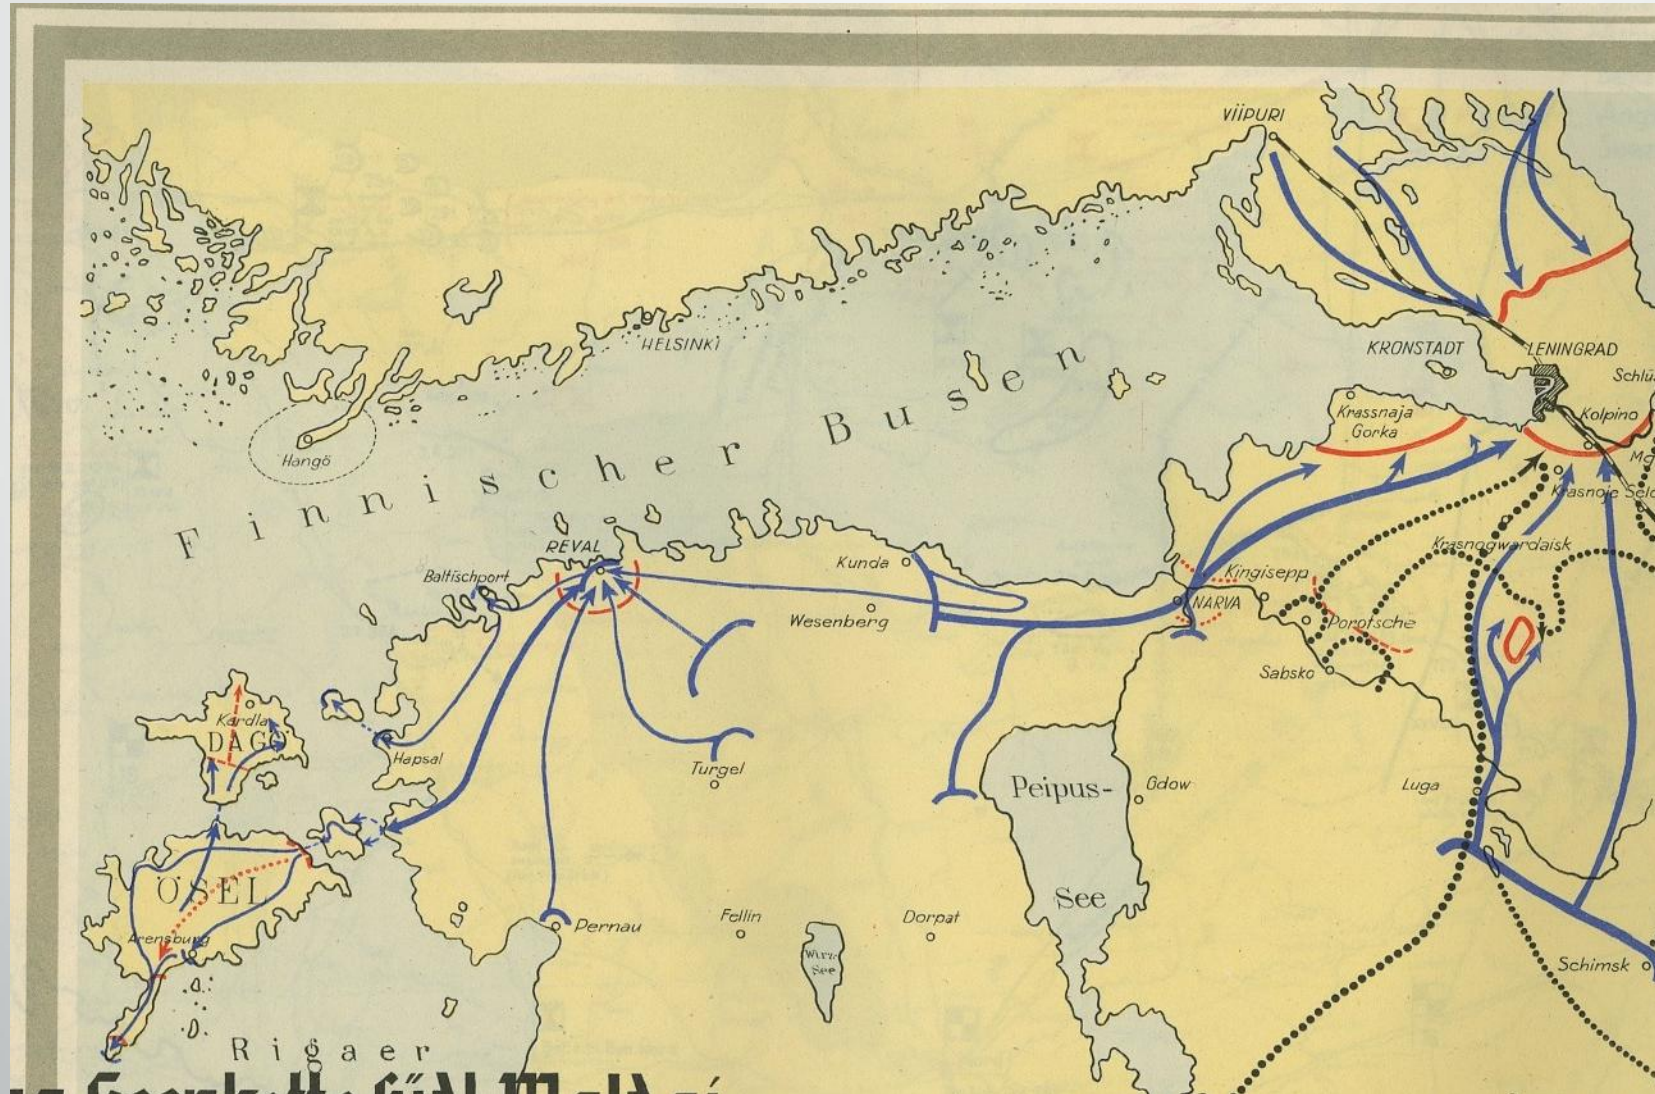 VIIPURI
HELSINKI
KRONSTADT
LENINGRAD
Schlüs
Krassnaja
Gorka
Kolpino
Hangö
Finnischer Busen
Krasnoje Selo
REVAL
Krasnogwardaisk
Kunda
Baltischport
Kingisepp
NARVA
Wesenberg
Porotsche
Sabsko
Kardla
DAGÖ
Hapsal
Turgel
Peipus-
See
Gdow
Luga
ÖSEL
Arensburg
Pernau
Fellin
Dorpat
Wirz-
See
Schimsk
Rigaer